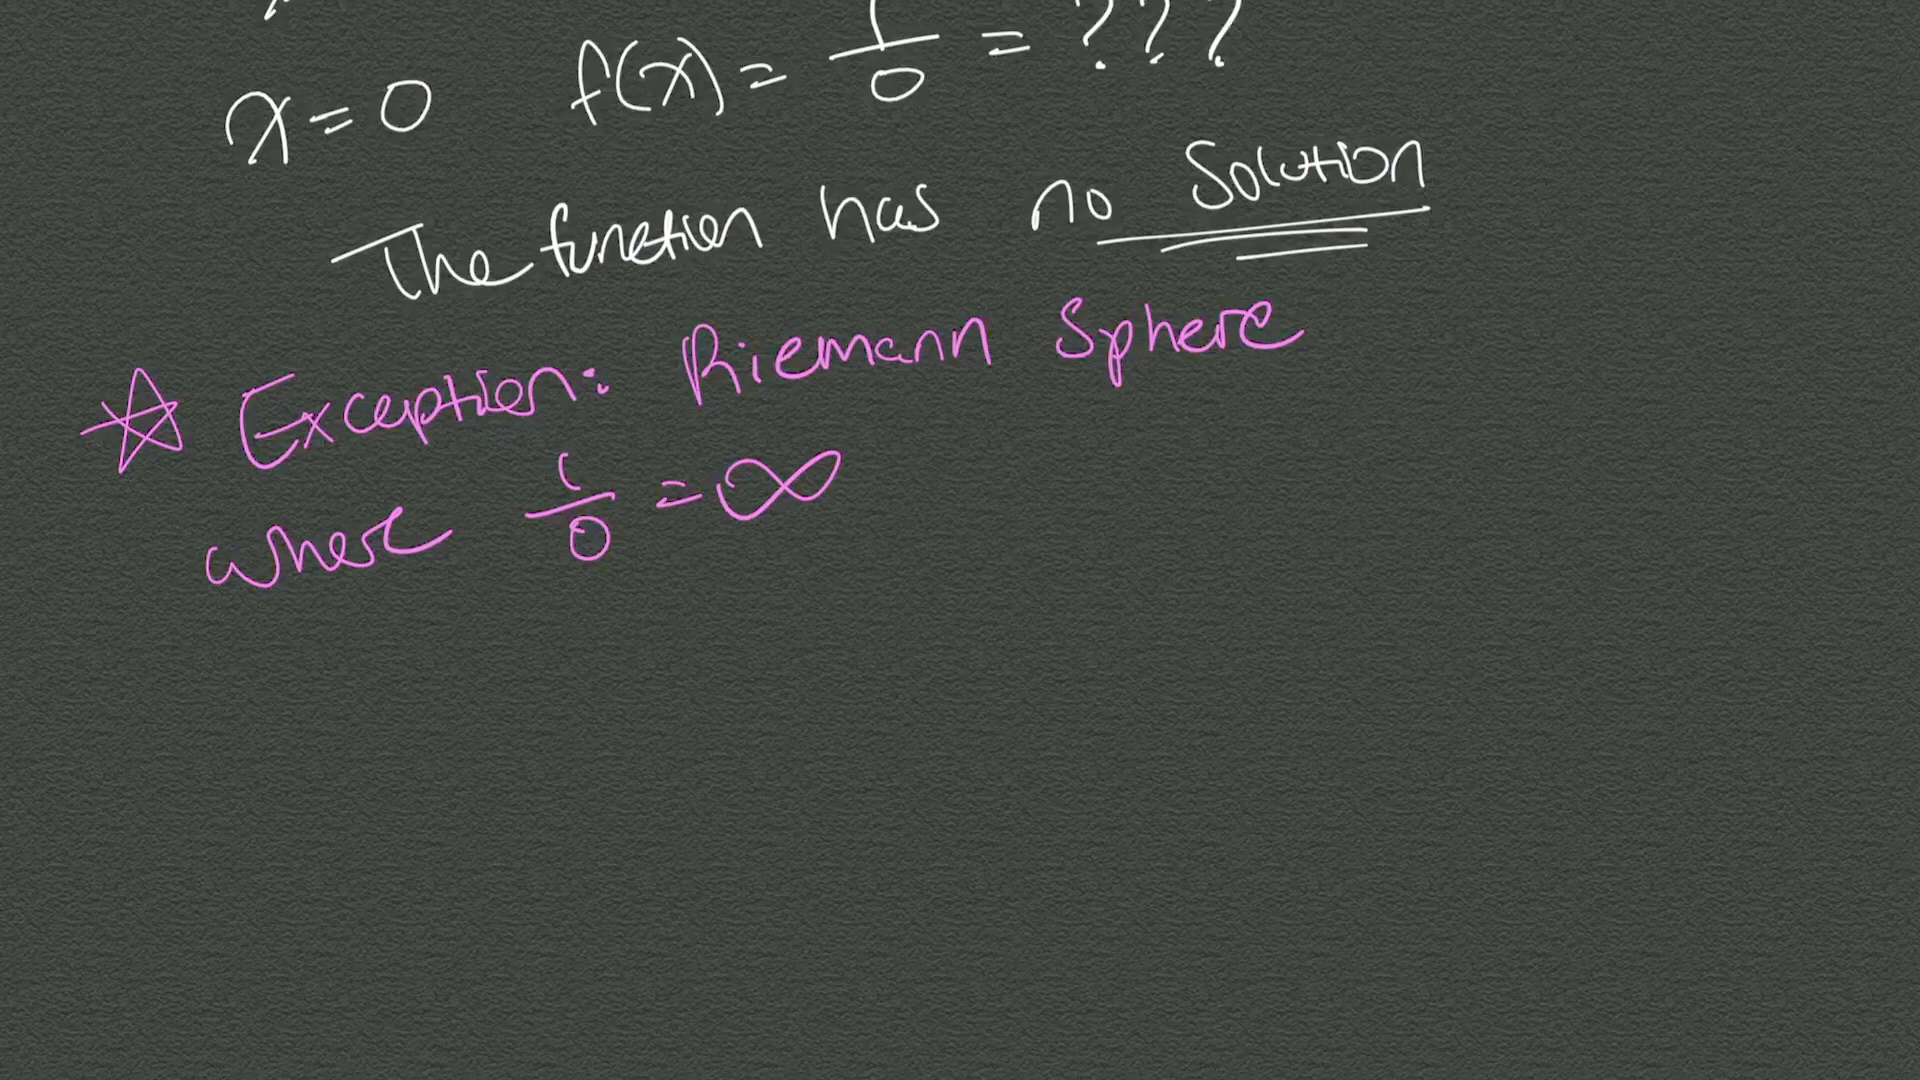 x=0 f(x) = 1/0 = ???
The function has no Solution
☆ Exception: Riemann Sphere
where 1/0 = ∞